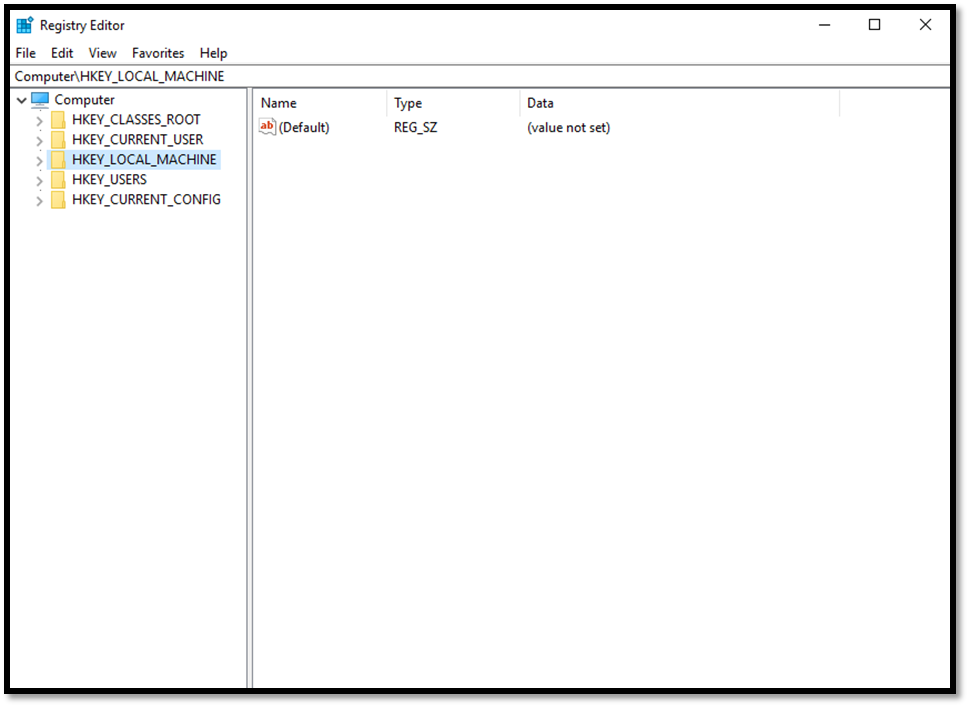 Registry Editor
File Edit View Favorites Help
Computer\HKEY_LOCAL_MACHINE
Computer
HKEY_CLASSES_ROOT
HKEY_CURRENT_USER
HKEY_LOCAL_MACHINE
HKEY_USERS
HKEY_CURRENT_CONFIG
Name Type Data
ab (Default) REG_SZ (value not set)